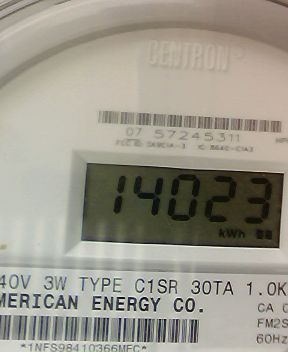 CENTRON
07 57245311
14023
kWh
40V 3W TYPE C1SR 30TA 1.0K
MERICAN ENERGY CO.
CA
FM2S
60Hz
*1NFS98410366MFC*